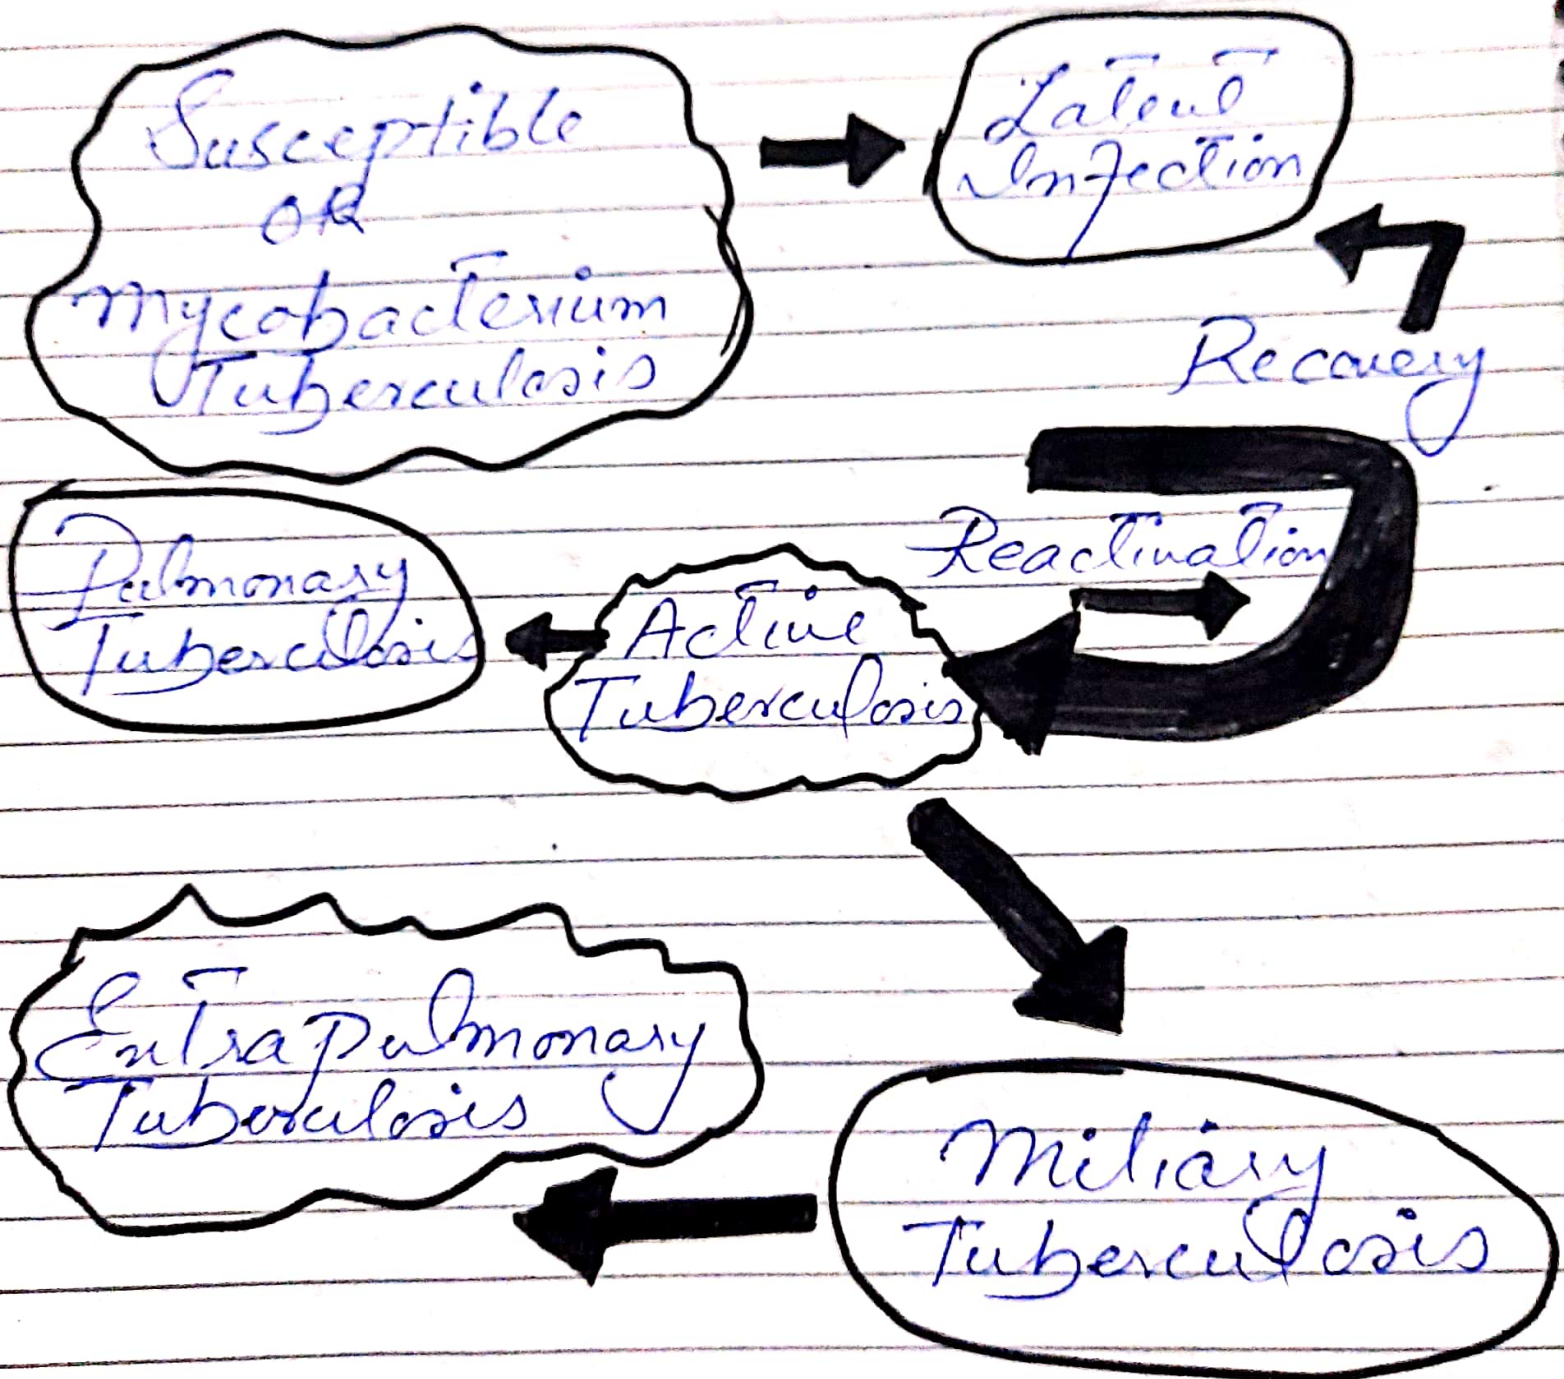 Susceptible
OR
Mycobacterium
Tuberculosis
Latent
Infection
Recovery
Reactivation
Pulmonary
Tuberculosis
Active
Tuberculosis
Extrapulmonary
Tuberculosis
Miliary
Tuberculosis